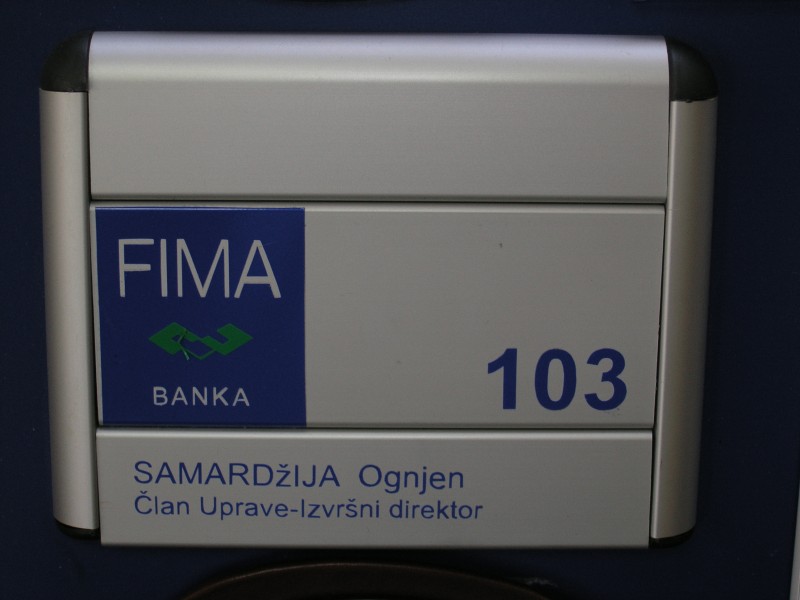 FIMA
BANKA
103
SAMARDžIJA Ognjen
Član Uprave-Izvršni direktor